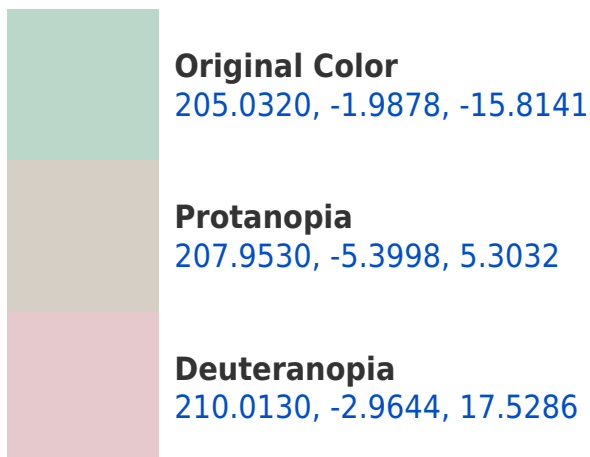 Original Color
205.0320, -1.9878, -15.8141
Protanopia
207.9530, -5.3998, 5.3032
Deuteranopia
210.0130, -2.9644, 17.5286